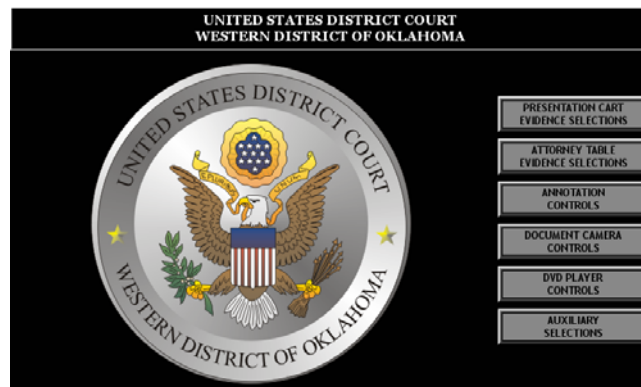 UNITED STATES DISTRICT COURT
WESTERN DISTRICT OF OKLAHOMA
UNITED STATES DISTRICT COURT
WESTERN DISTRICT OF OKLAHOMA
PRESENTATION CART
EVIDENCE SELECTIONS
ATTORNEY TABLE
EVIDENCE SELECTIONS
ANNOTATION
CONTROLS
DOCUMENT CAMERA
CONTROLS
DVD PLAYER
CONTROLS
AUXILIARY
SELECTIONS